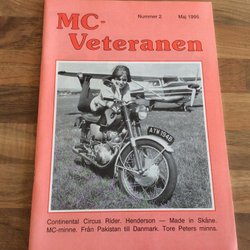 MC-
Nummer 2 Maj 1995
Veteranen
Continental Circus Rider. Henderson — Made in Skåne.
MC-minne. Från Pakistan till Danmark. Tore Peters minns.